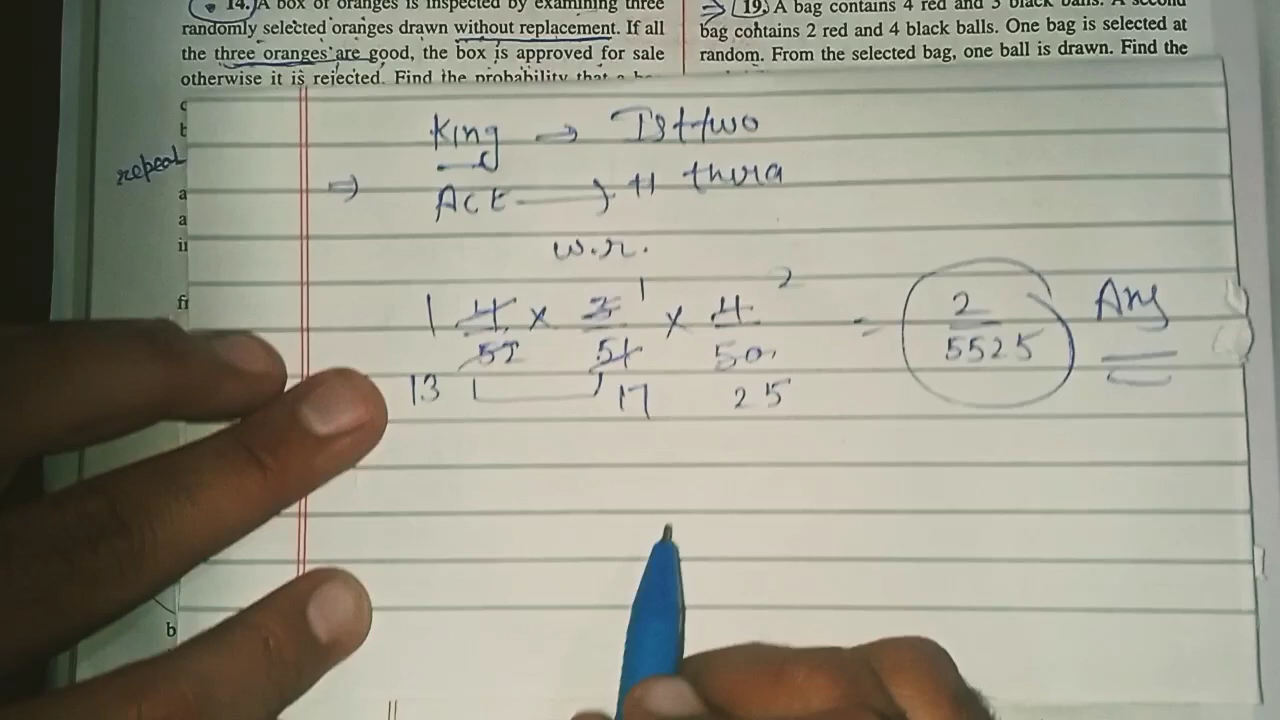 14. A box of oranges is inspected by examining three
randomly selected oranges drawn without replacement. If all
the three oranges are good, the box is approved for sale
otherwise it is rejected. Find the probability that a
19. A bag contains 4 red and 3 black balls. A second
bag contains 2 red and 4 black balls. One bag is selected at
random. From the selected bag, one ball is drawn. Find the
repeat
King → Ist two
⇒ ACE → 11
w.r.
1 4/52 × 3/51 1 × 4/50 2 = 2/5525 Ans
13 17 25
b